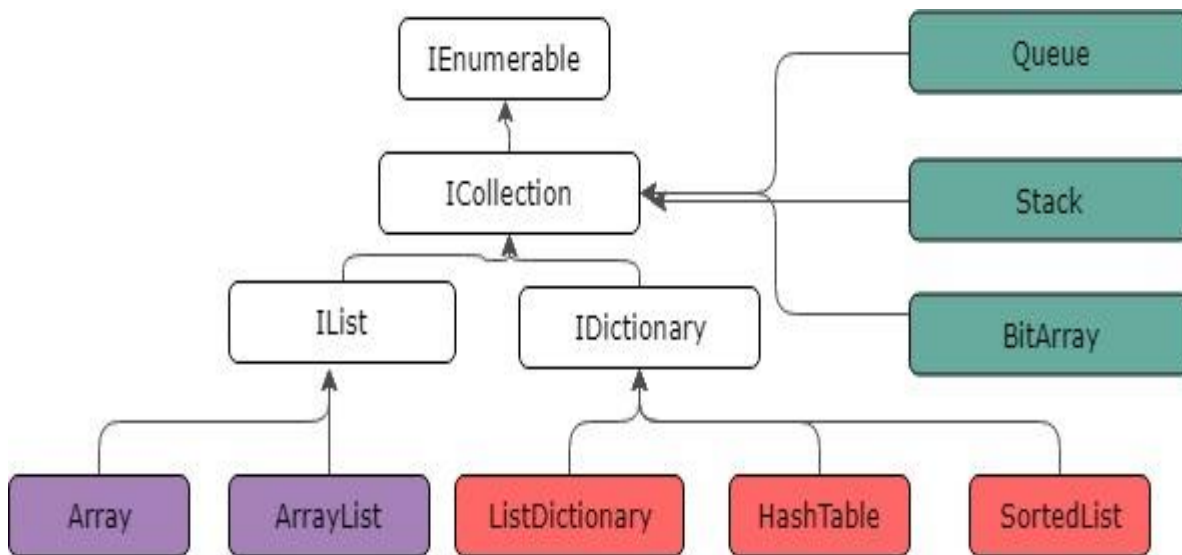 IEnumerable
Queue
ICollection
Stack
IList
IDictionary
BitArray
Array
ArrayList
ListDictionary
HashTable
SortedList